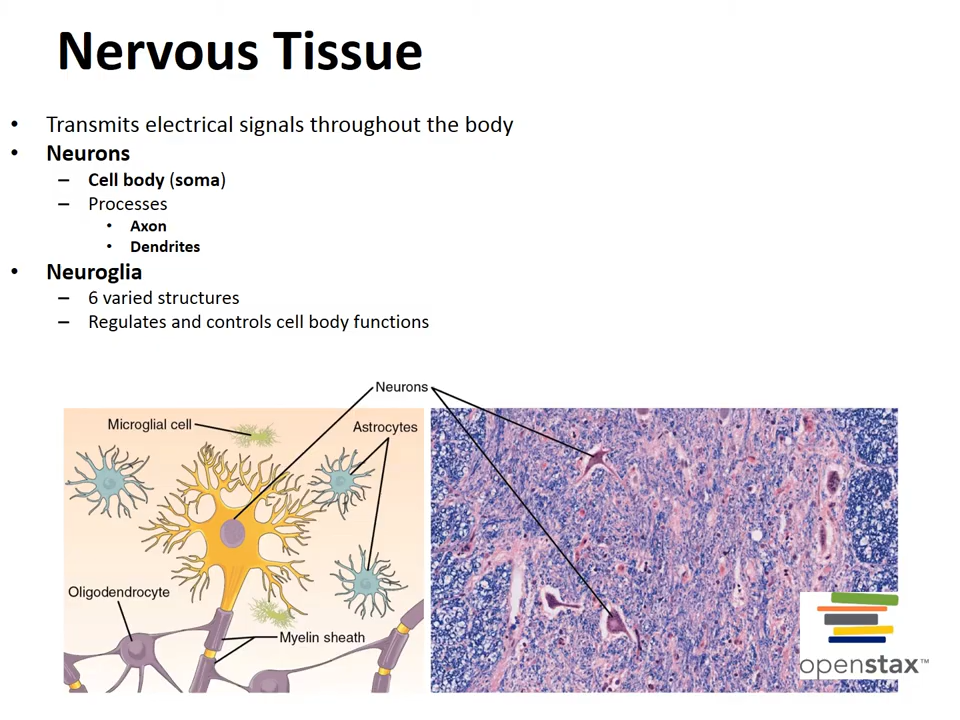 Nervous Tissue
• Transmits electrical signals throughout the body
• Neurons
– Cell body (soma)
– Processes
• Axon
• Dendrites
• Neuroglia
– 6 varied structures
– Regulates and controls cell body functions
Neurons
Microglial cell
Astrocytes
Oligodendrocyte
Myelin sheath
openstax™